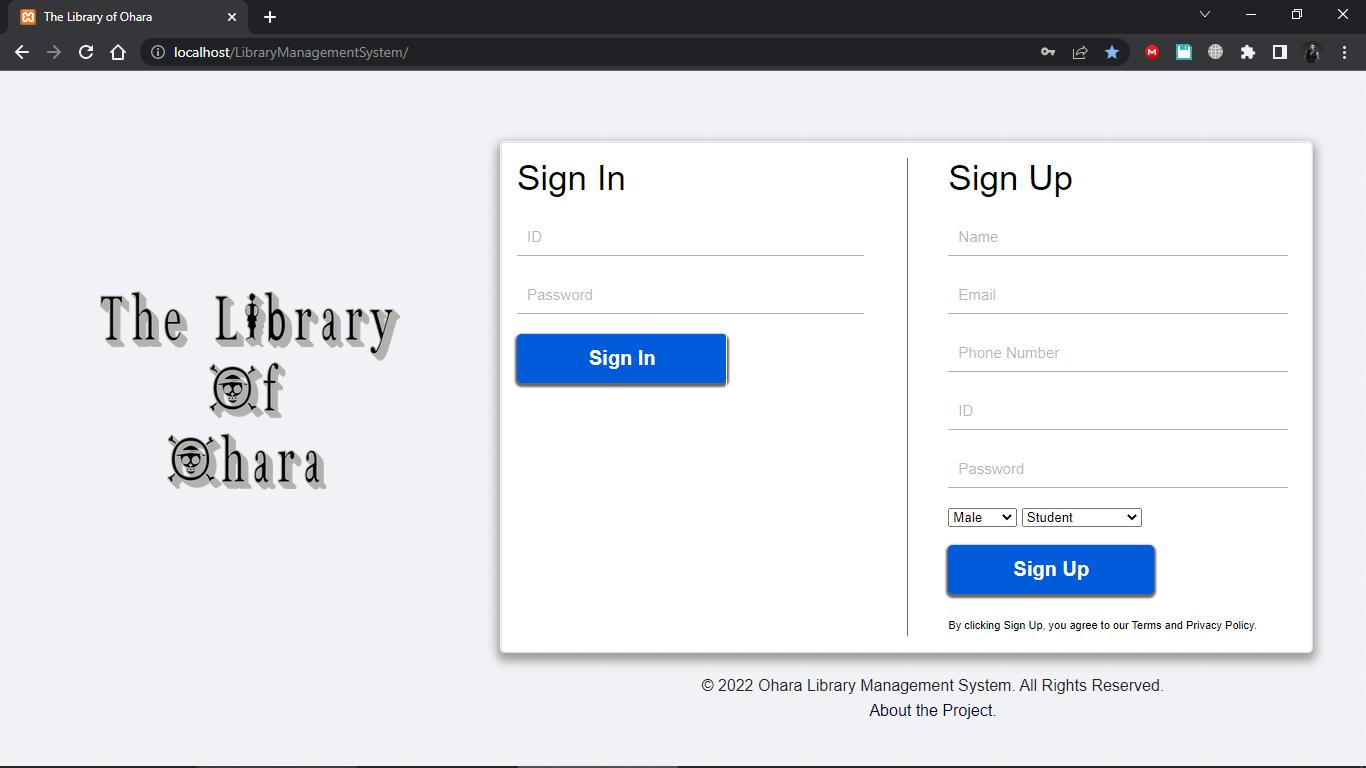 The Library of Ohara
localhost/LibraryManagementSystem/
The Library
Of
Ohara
Sign In
ID
Password
Sign In
Sign Up
Name
Email
Phone Number
ID
Password
Male Student
Sign Up
By clicking Sign Up, you agree to our Terms and Privacy Policy.
© 2022 Ohara Library Management System. All Rights Reserved.
About the Project.